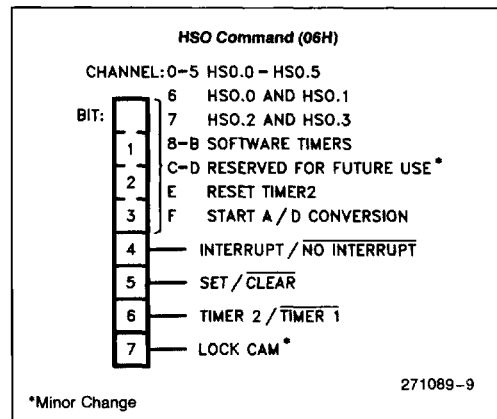 HSO Command (06H)
CHANNEL: 0-5 HSO.0 - HSO.5
6 HSO.0 AND HSO.1
BIT: 7 HSO.2 AND HSO.3
1 8-B SOFTWARE TIMERS
C-D RESERVED FOR FUTURE USE*
2 E RESET TIMER2
3 F START A/D CONVERSION
4 INTERRUPT / NO INTERRUPT
5 SET / CLEAR
6 TIMER 2 / TIMER 1
7 LOCK CAM*
271089-9
*Minor Change